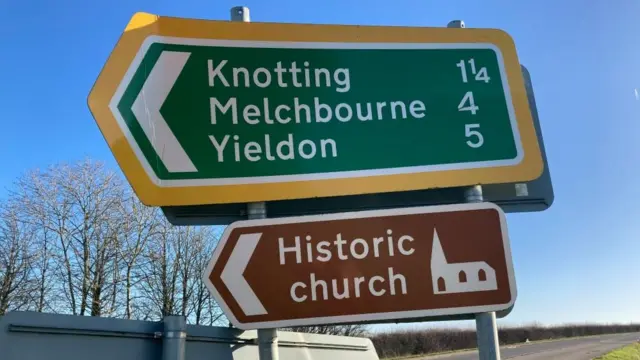 Knotting 1¼
Melchbourne 4
Yieldon 5
Historic
church